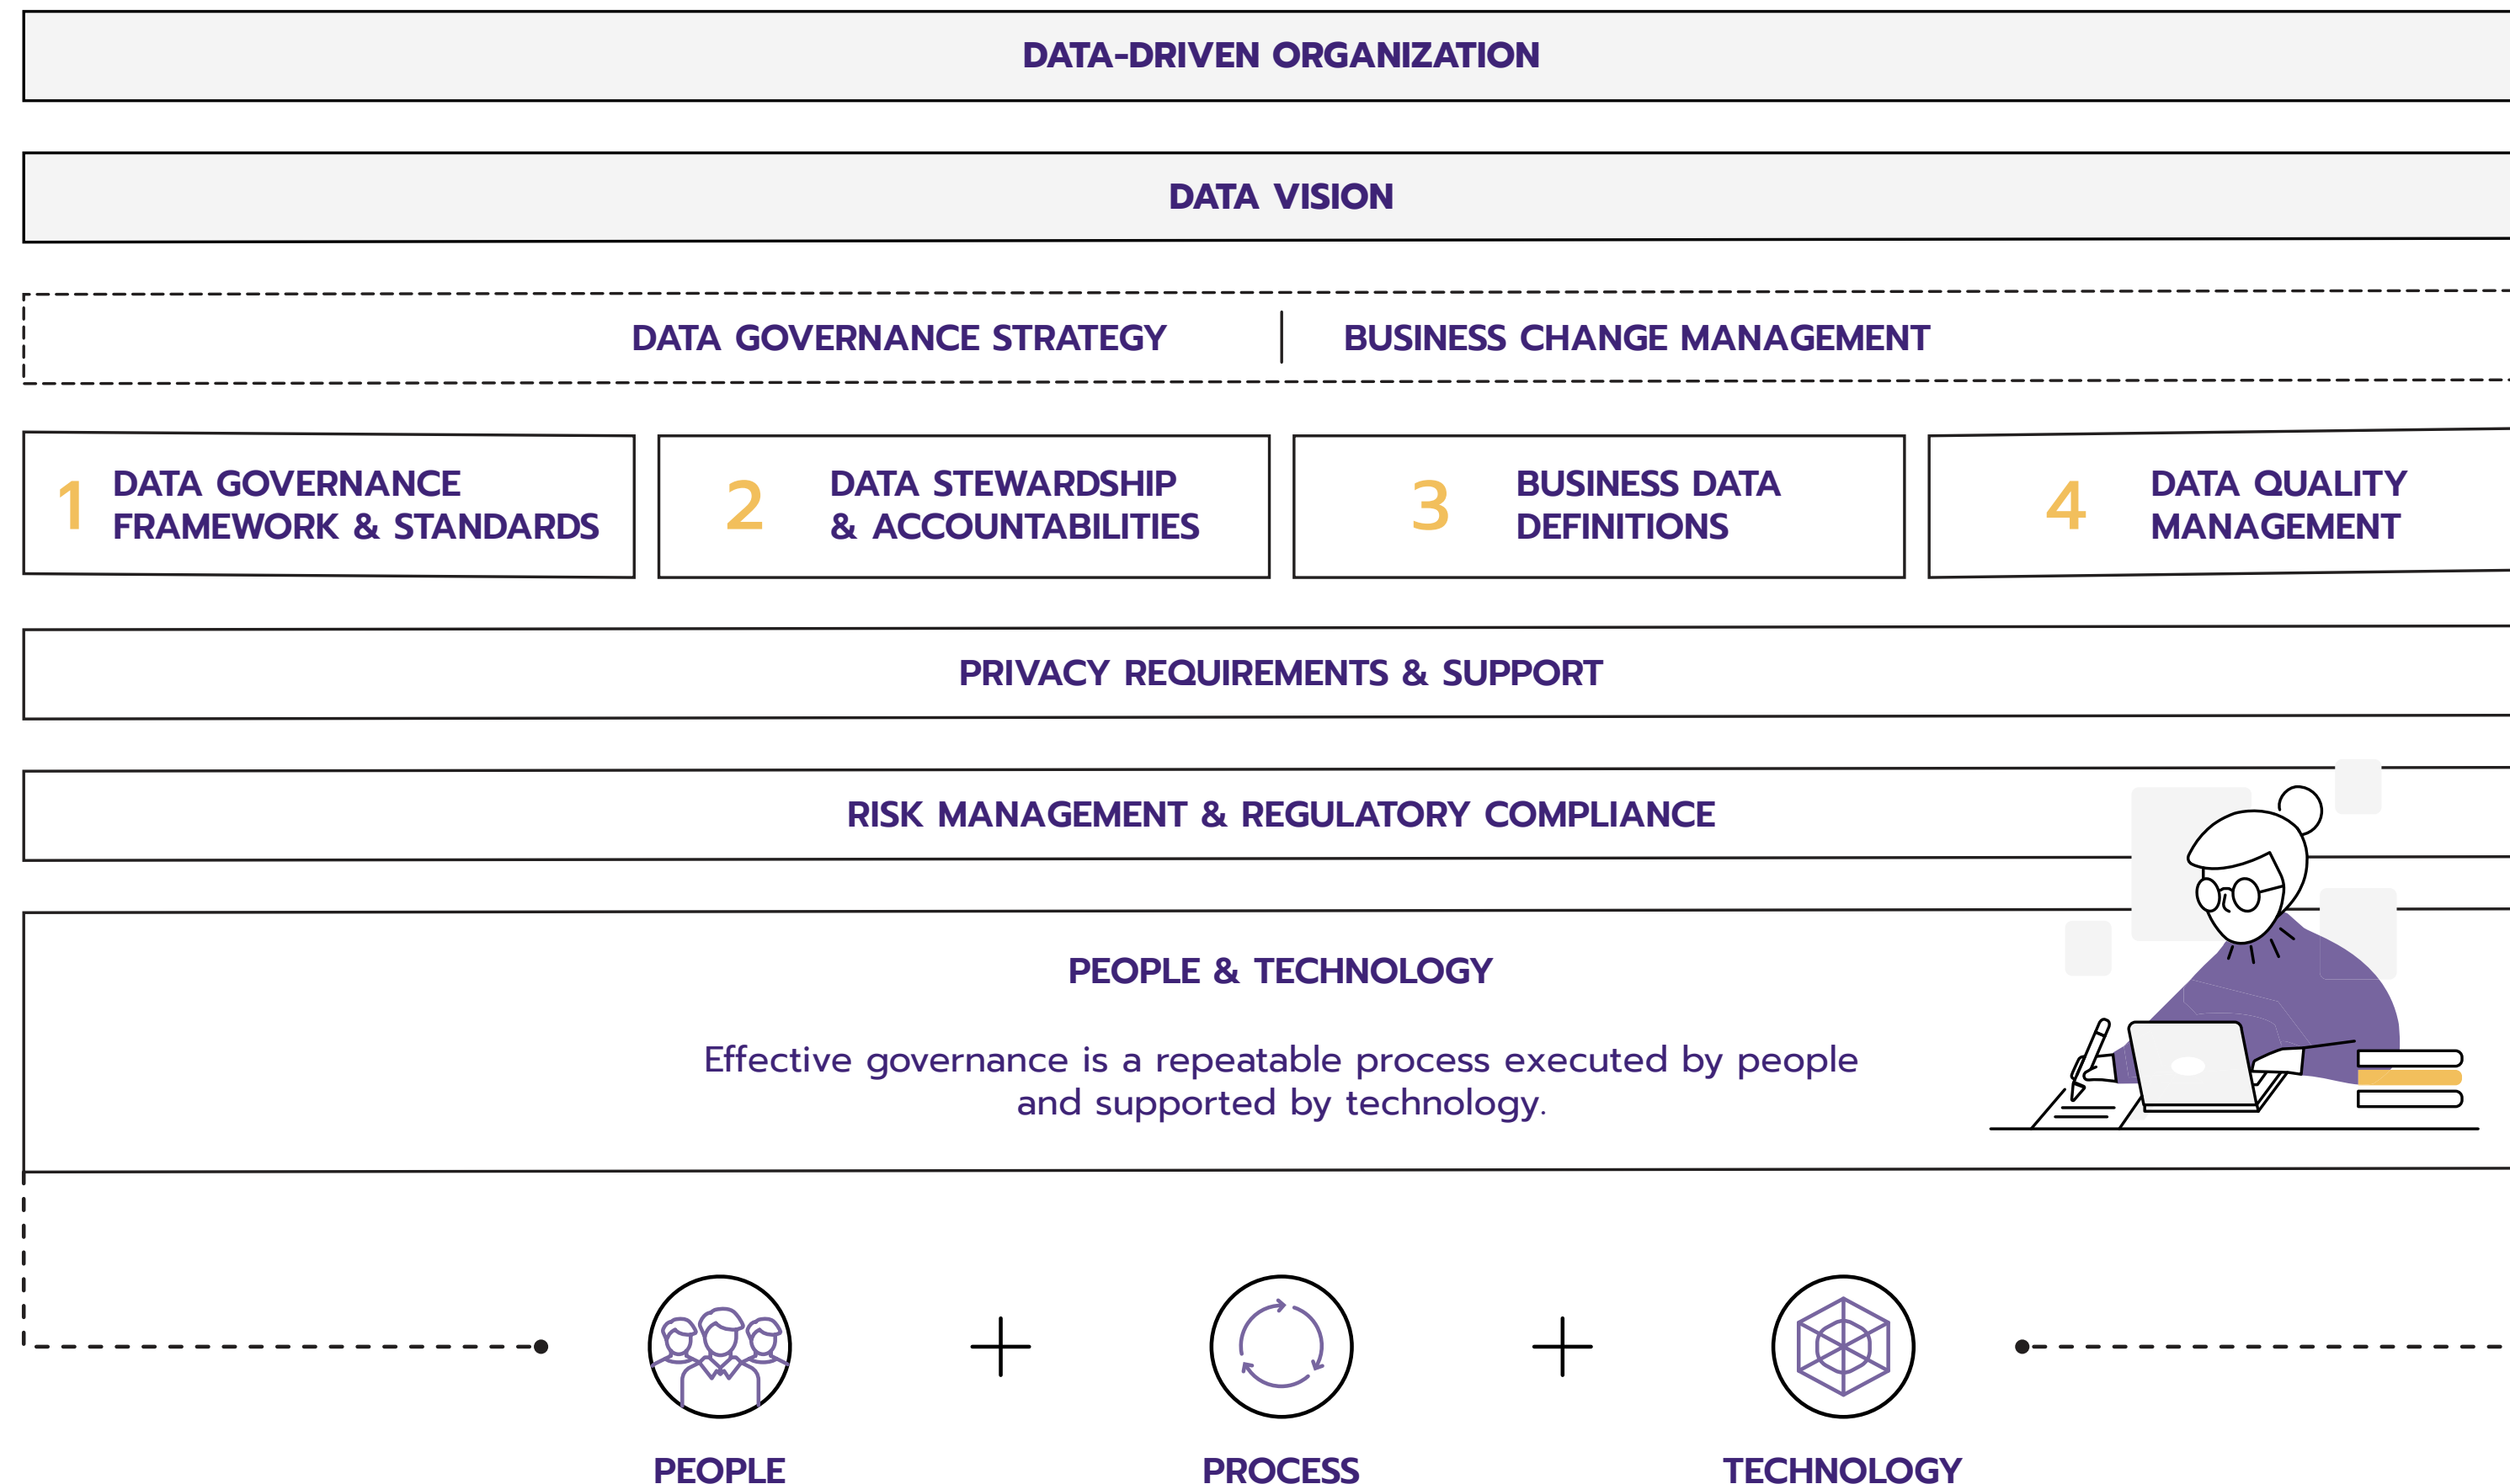 DATA-DRIVEN ORGANIZATION
DATA VISION
DATA GOVERNANCE STRATEGY
BUSINESS CHANGE MANAGEMENT
1
DATA GOVERNANCE
FRAMEWORK & STANDARDS
2
DATA STEWARDSHIP
& ACCOUNTABILITIES
3
BUSINESS DATA
DEFINITIONS
4
DATA QUALITY
MANAGEMENT
PRIVACY REQUIREMENTS & SUPPORT
RISK MANAGEMENT & REGULATORY COMPLIANCE
PEOPLE & TECHNOLOGY
Effective governance is a repeatable process executed by people
and supported by technology.
PEOPLE
PROCESS
TECHNOLOGY